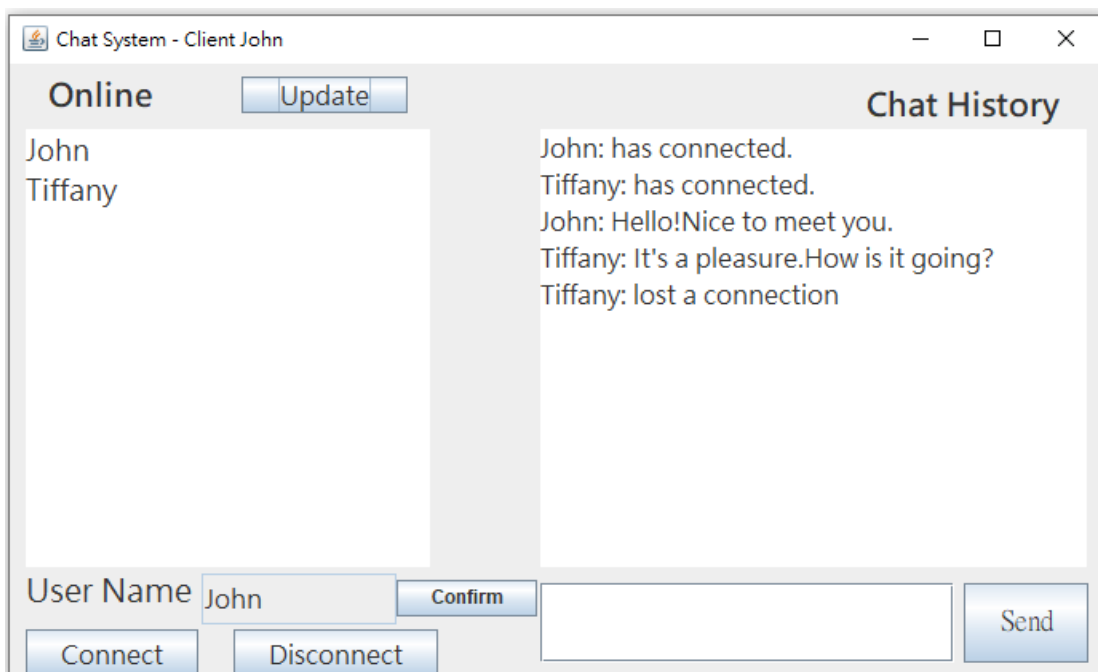 Chat System - Client John
Online
Update
Chat History
John
Tiffany
John: has connected.
Tiffany: has connected.
John: Hello!Nice to meet you.
Tiffany: It's a pleasure.How is it going?
Tiffany: lost a connection
User Name
John
Confirm
Send
Connect
Disconnect